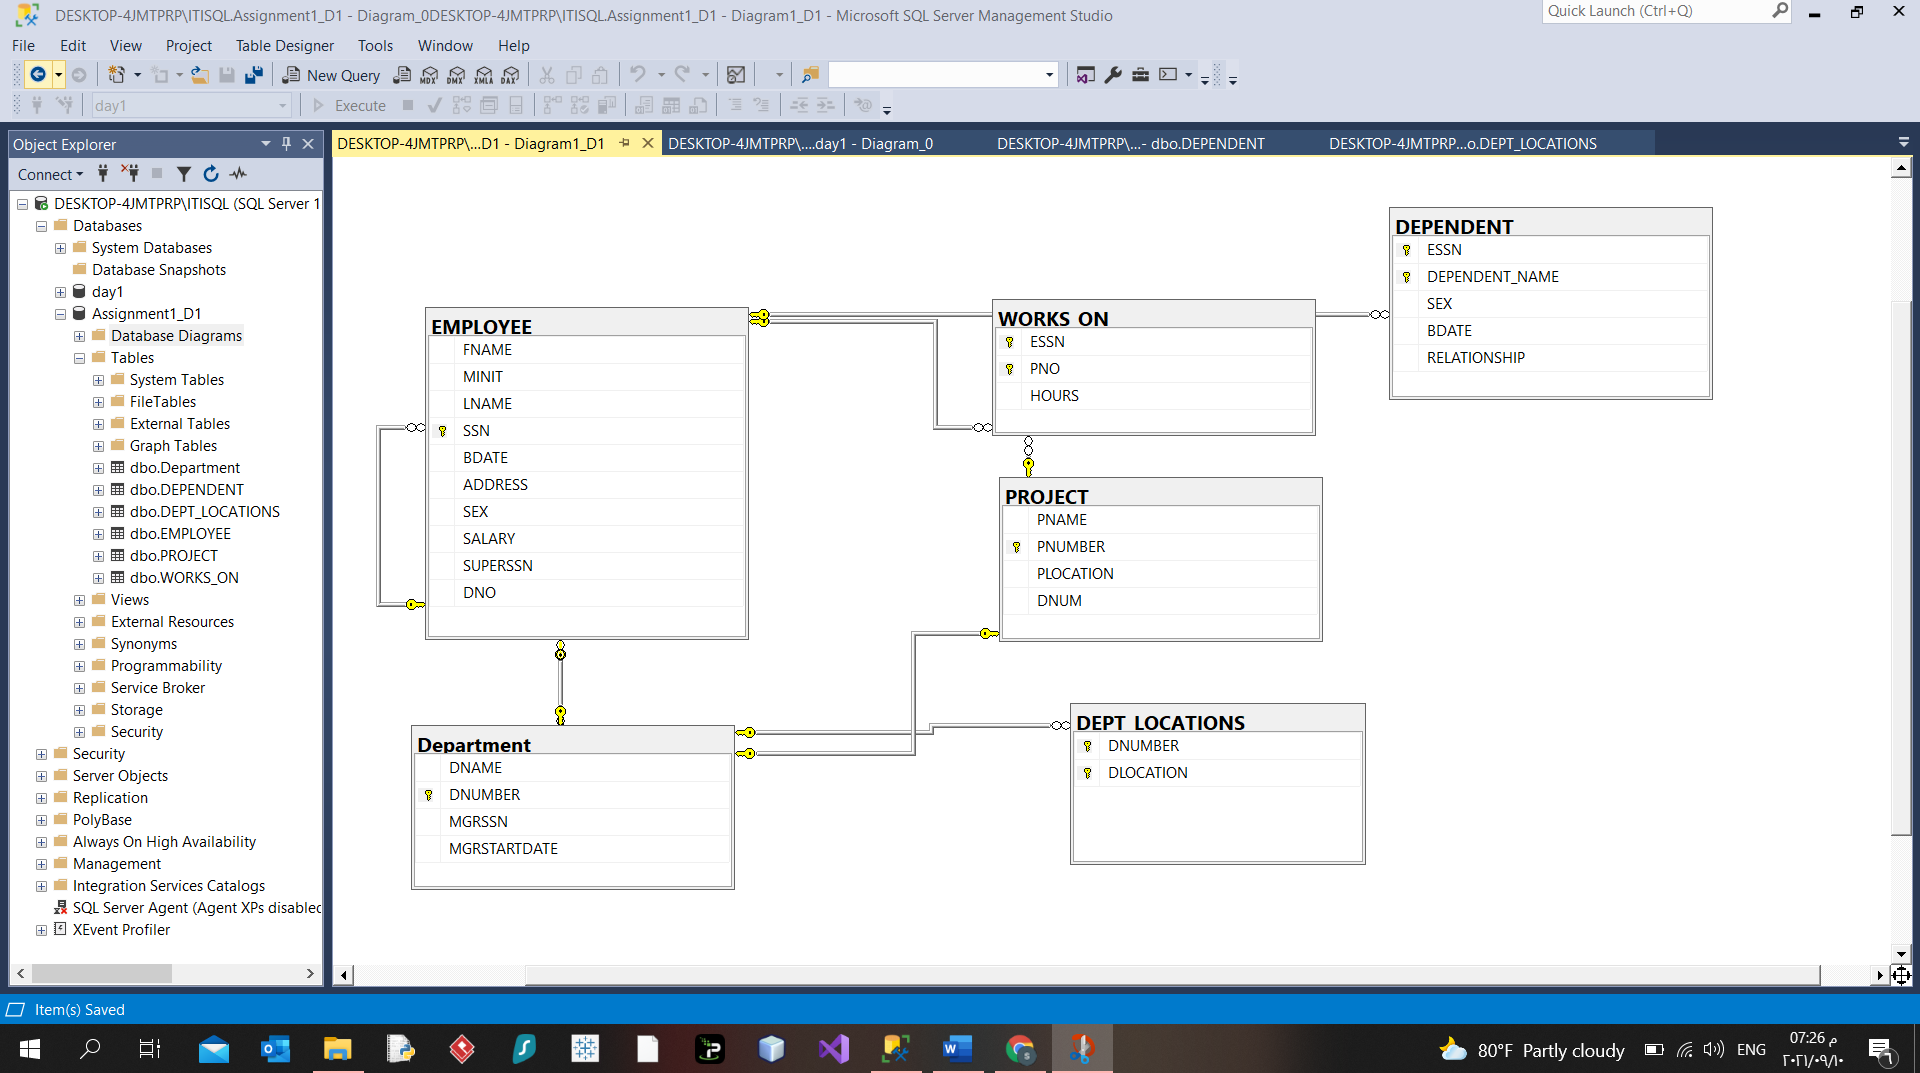 DESKTOP-4JMTPRP\ITISQL.Assignment1_D1 - Diagram_0DESKTOP-4JMTPRP\ITISQL.Assignment1_D1 - Diagram1_D1 - Microsoft SQL Server Management Studio
Quick Launch (Ctrl+Q)
File Edit View Project Table Designer Tools Window Help
New Query MDX DMX XMLA DAX
day1 Execute
Object Explorer
DESKTOP-4JMTPRP\...D1 - Diagram1_D1
DESKTOP-4JMTPRP\....day1 - Diagram_0
DESKTOP-4JMTPRP\...- dbo.DEPENDENT
DESKTOP-4JMTPRP...o.DEPT_LOCATIONS
Connect
DESKTOP-4JMTPRP\ITISQL (SQL Server 1
Databases
System Databases
Database Snapshots
day1
Assignment1_D1
Database Diagrams
Tables
System Tables
FileTables
External Tables
Graph Tables
dbo.Department
dbo.DEPENDENT
dbo.DEPT_LOCATIONS
dbo.EMPLOYEE
dbo.PROJECT
dbo.WORKS_ON
Views
External Resources
Synonyms
Programmability
Service Broker
Storage
Security
Security
Server Objects
Replication
PolyBase
Always On High Availability
Management
Integration Services Catalogs
SQL Server Agent (Agent XPs disabled
XEvent Profiler
EMPLOYEE
FNAME
MINIT
LNAME
SSN
BDATE
ADDRESS
SEX
SALARY
SUPERSSN
DNO
WORKS_ON
ESSN
PNO
HOURS
DEPENDENT
ESSN
DEPENDENT_NAME
SEX
BDATE
RELATIONSHIP
PROJECT
PNAME
PNUMBER
PLOCATION
DNUM
Department
DNAME
DNUMBER
MGRSSN
MGRSTARTDATE
DEPT_LOCATIONS
DNUMBER
DLOCATION
Item(s) Saved
80°F Partly cloudy
ENG
07:26 م
٢٠٢١/٠٩/١٠
٦